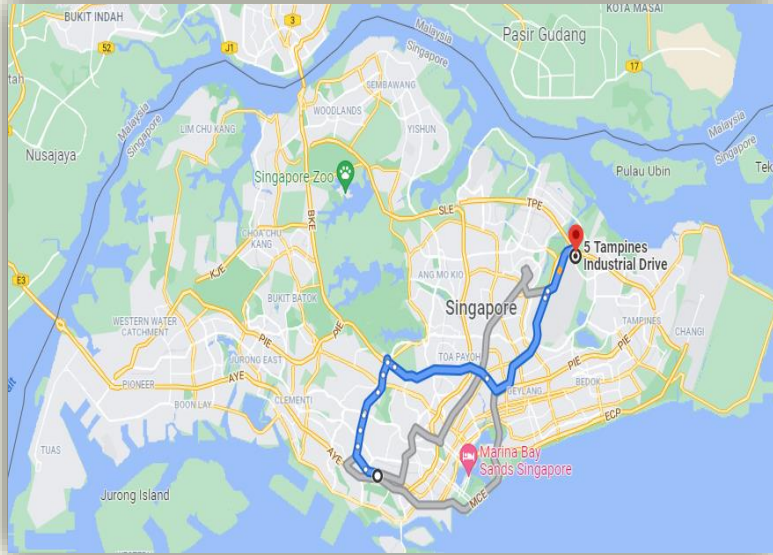 KOTA MASAI
BUKIT INDAH
3
52
J1
Malaysia
Singapore
Pasir Gudang
17
SEMBAWANG
WOODLANDS
LIM CHU KANG
YISHUN
Malaysia
Singapore
Malaysia
Singapore
Nusajaya
Singapore Zoo
Pulau Ubin
Tek
SLE
TPE
BKE
5 Tampines
Industrial Drive
CHOA CHU
KANG
KJE
E3
ANG MO KIO
BUKIT BATOK
Singapore
WESTERN WATER
CATCHMENT
PIE
PIE
TAMPINES
CHANGI
JURONG EAST
TOA PAYOH
PIE
PIONEER
AYE
GEYLANG
BEDOK
BOON LAY
CLEMENTI
ECP
TUAS
AYE
Marina Bay
Sands Singapore
Jurong Island
MCE